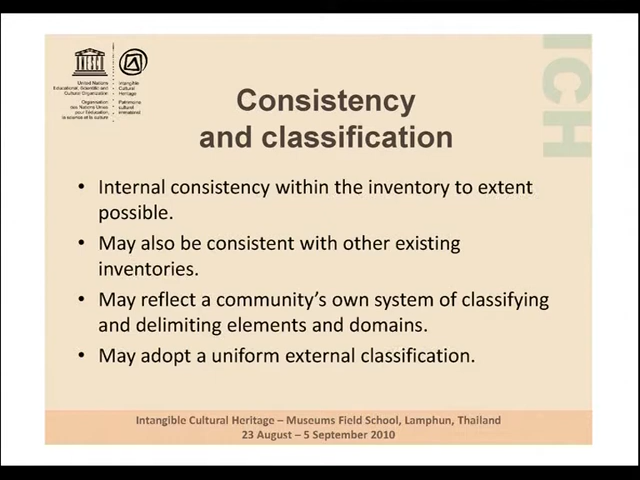 United Nations
Educational, Scientific and
Cultural Organization
Organisation
des Nations Unies
pour l'éducation,
la science et la culture
Intangible
Cultural
Heritage
Patrimoine
culturel
immatériel
ICH
Consistency
and classification
• Internal consistency within the inventory to extent
possible.
• May also be consistent with other existing
inventories.
• May reflect a community's own system of classifying
and delimiting elements and domains.
• May adopt a uniform external classification.
Intangible Cultural Heritage – Museums Field School, Lamphun, Thailand
23 August – 5 September 2010